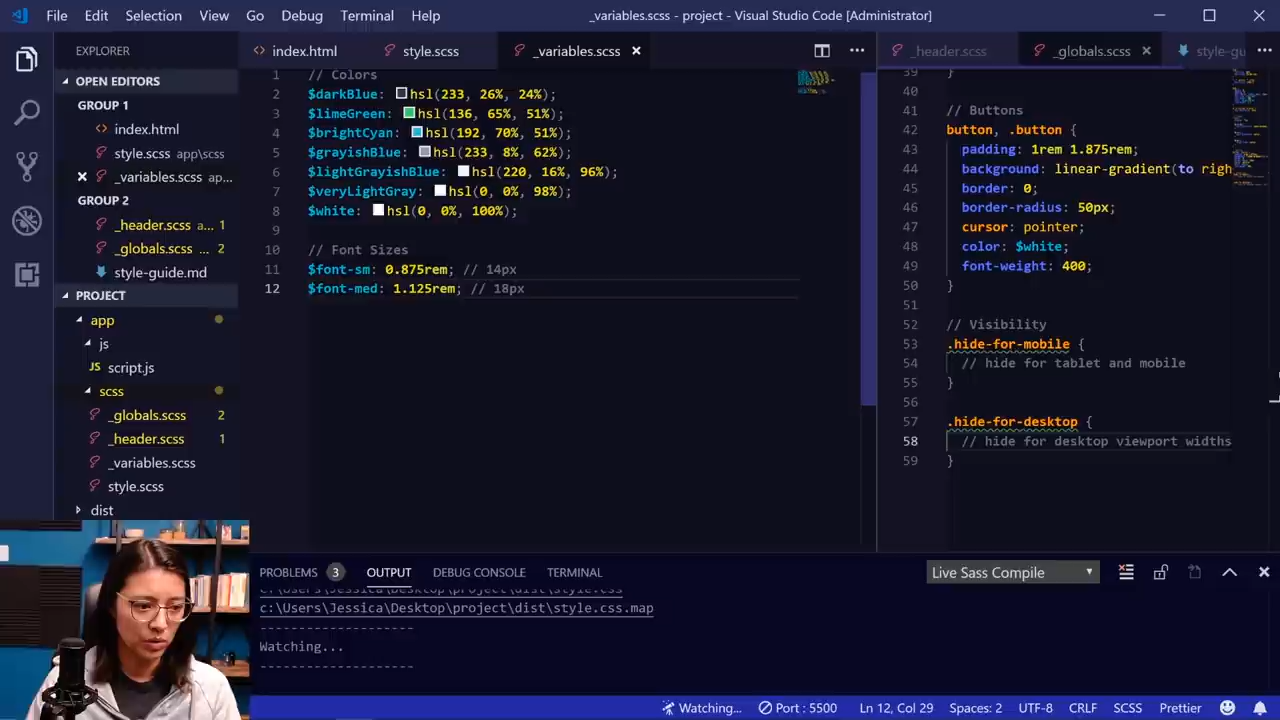 File Edit Selection View Go Debug Terminal Help
_variables.scss - project - Visual Studio Code [Administrator]
EXPLORER
OPEN EDITORS
GROUP 1
index.html
style.scss app\scss
_variables.scss ap...
GROUP 2
_header.scss a... 1
_globals.scss ... 2
style-guide.md
PROJECT
app
js
JS script.js
scss
_globals.scss 2
_header.scss 1
_variables.scss
style.scss
dist
index.html style.scss _variables.scss
1 // Colors
2 $darkBlue: hsl(233, 26%, 24%);
3 $limeGreen: hsl(136, 65%, 51%);
4 $brightCyan: hsl(192, 70%, 51%);
5 $grayishBlue: hsl(233, 8%, 62%);
6 $lightGrayishBlue: hsl(220, 16%, 96%);
7 $veryLightGray: hsl(0, 0%, 98%);
8 $white: hsl(0, 0%, 100%);
9
10 // Font Sizes
11 $font-sm: 0.875rem; // 14px
12 $font-med: 1.125rem; // 18px
_header.scss _globals.scss style-gu
39 }
40
41 // Buttons
42 button, .button {
43 padding: 1rem 1.875rem;
44 background: linear-gradient(to righ
45 border: 0;
46 border-radius: 50px;
47 cursor: pointer;
48 color: $white;
49 font-weight: 400;
50 }
51
52 // Visibility
53 .hide-for-mobile {
54 // hide for tablet and mobile
55 }
56
57 .hide-for-desktop {
58 // hide for desktop viewport widths
59 }
PROBLEMS 3 OUTPUT DEBUG CONSOLE TERMINAL
Live Sass Compile
c:\Users\Jessica\Desktop\project\dist\style.css
c:\Users\Jessica\Desktop\project\dist\style.css.map
--------------------
Watching...
--------------------
Watching... Port : 5500 Ln 12, Col 29 Spaces: 2 UTF-8 CRLF SCSS Prettier